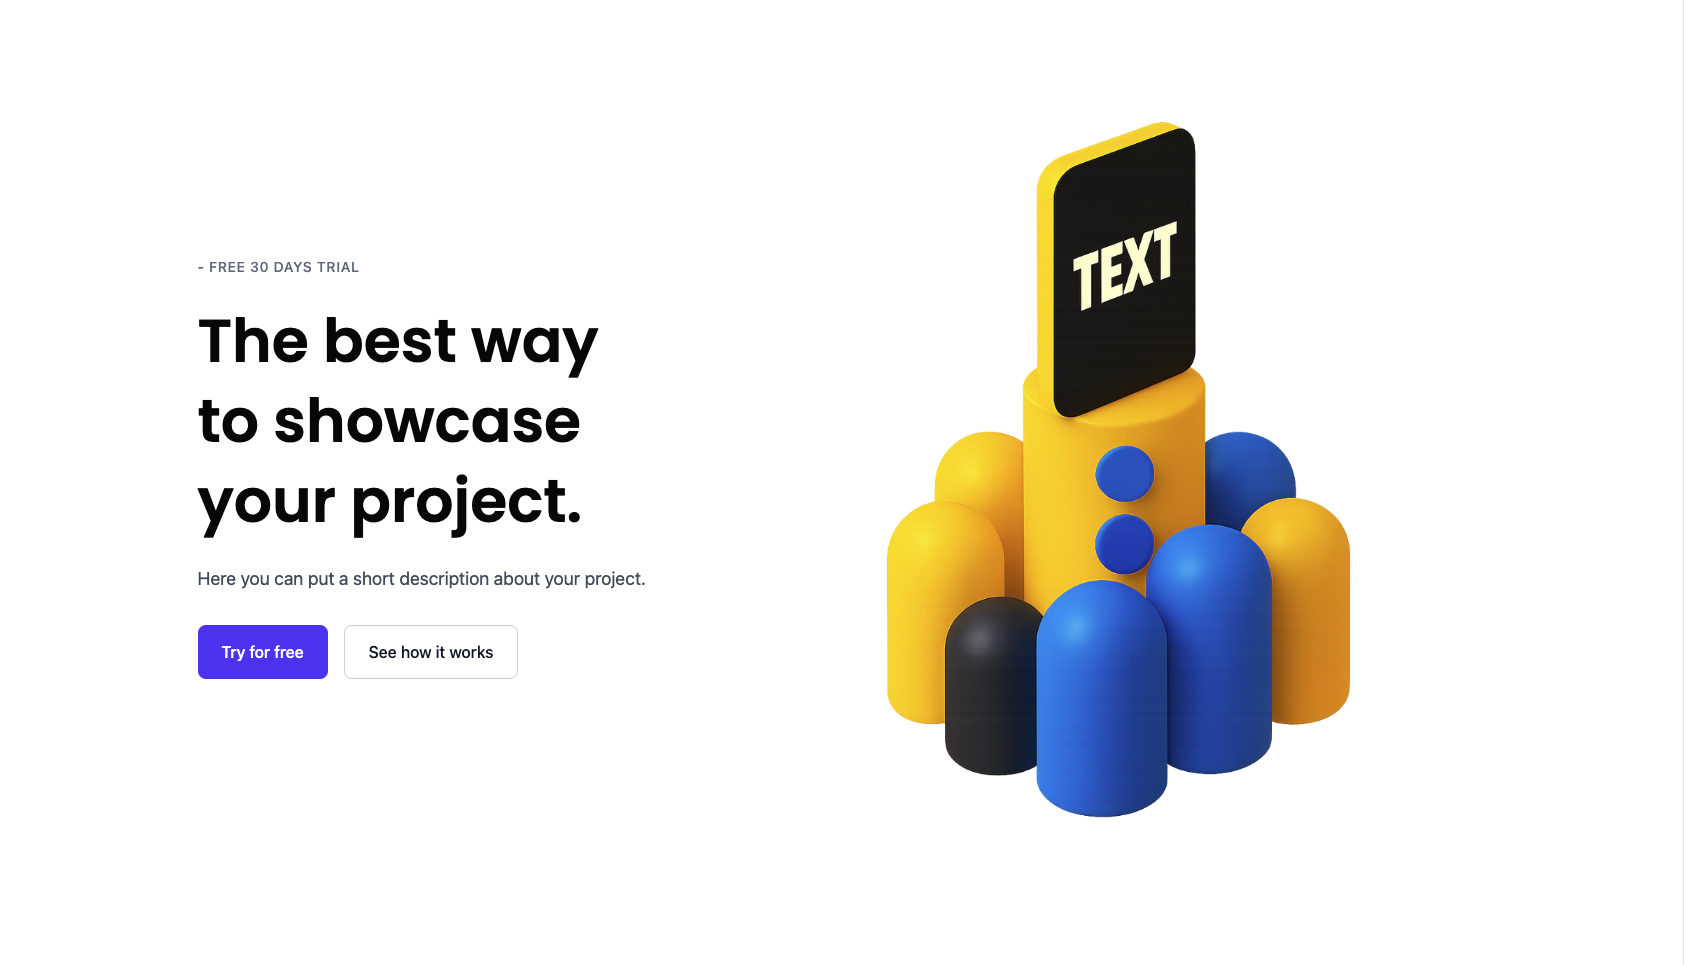 - FREE 30 DAYS TRIAL
The best way
to showcase
your project.
Here you can put a short description about your project.
Try for free
See how it works
TEXT